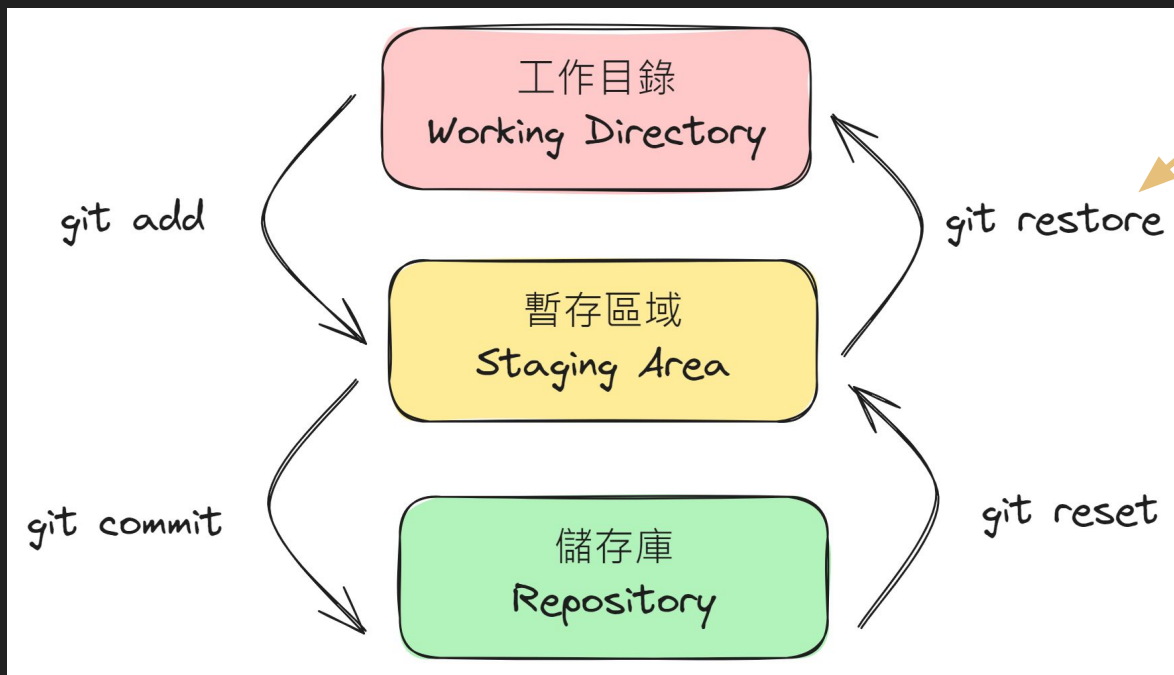 工作目錄
Working Directory
git add
git restore
暫存區域
Staging Area
git commit
git reset
儲存庫
Repository